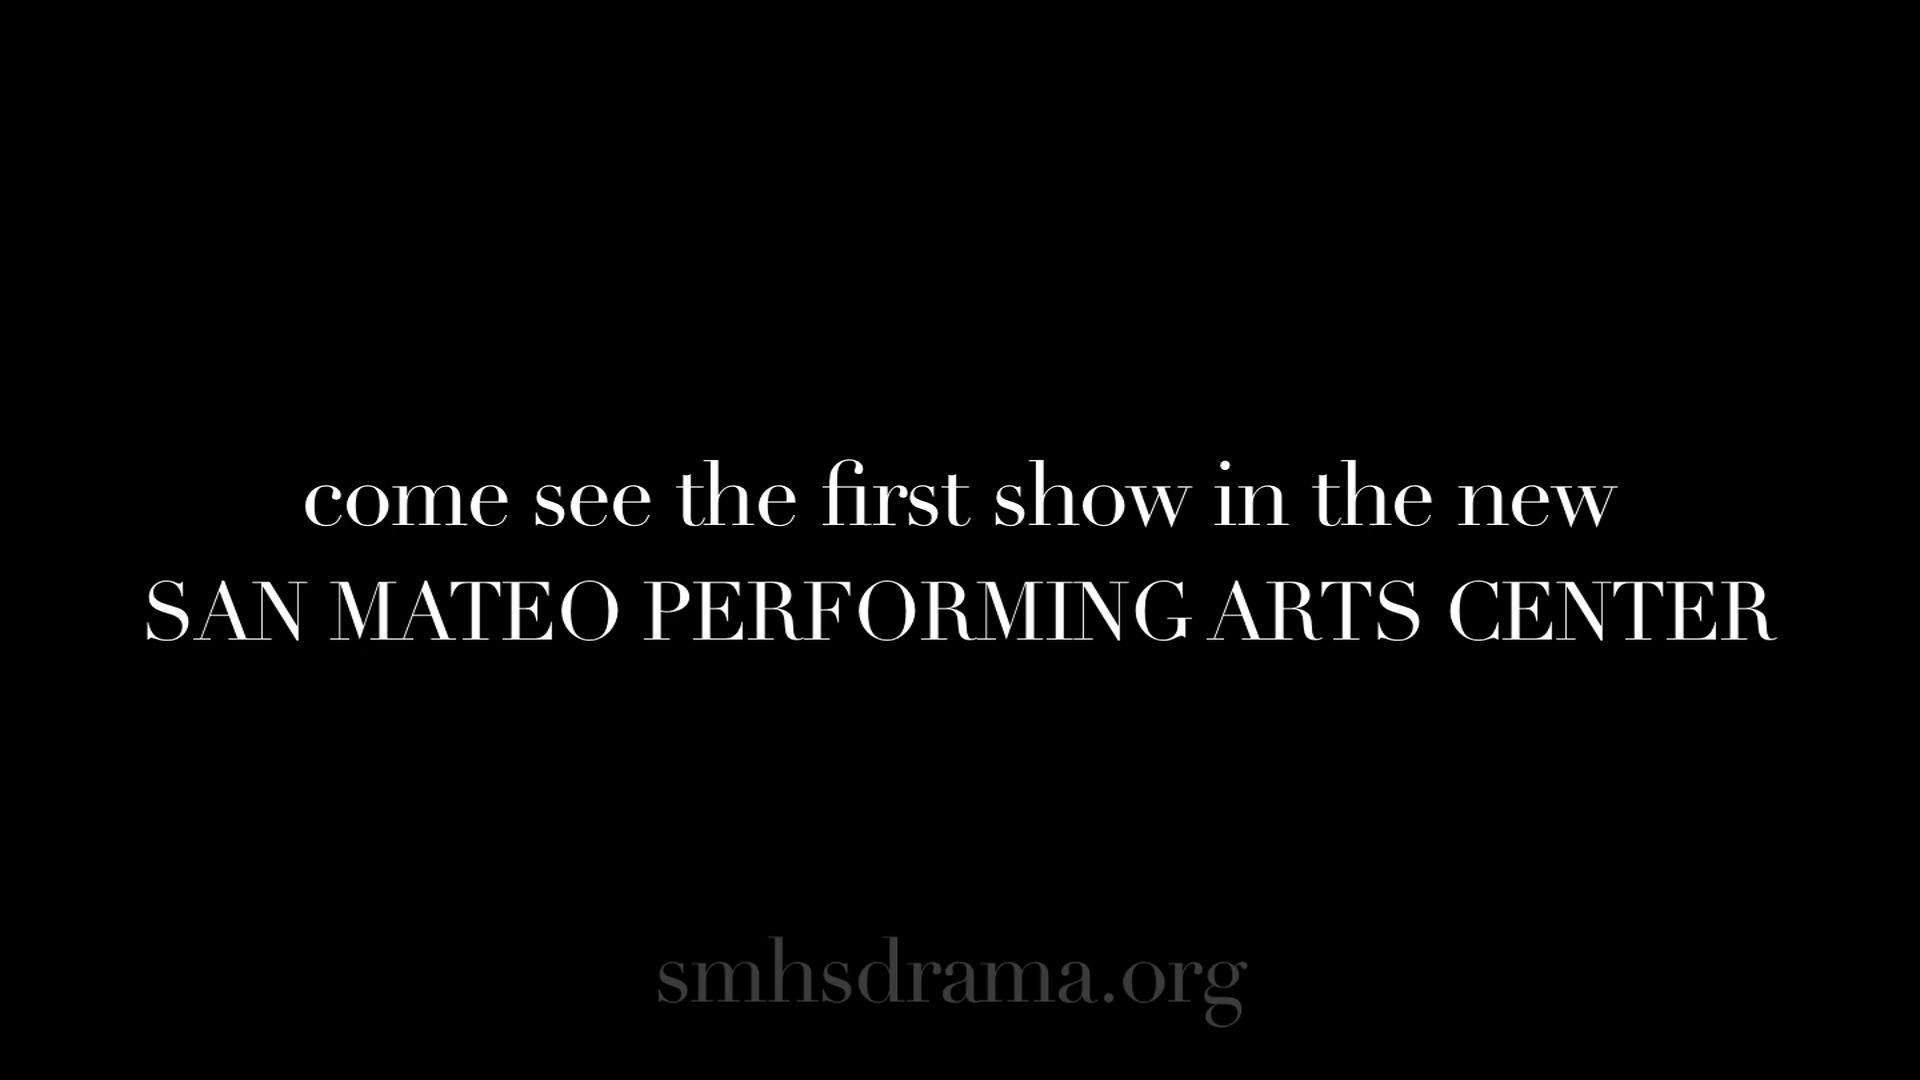 come see the first show in the new
SAN MATEO PERFORMING ARTS CENTER
smhsdrama.org